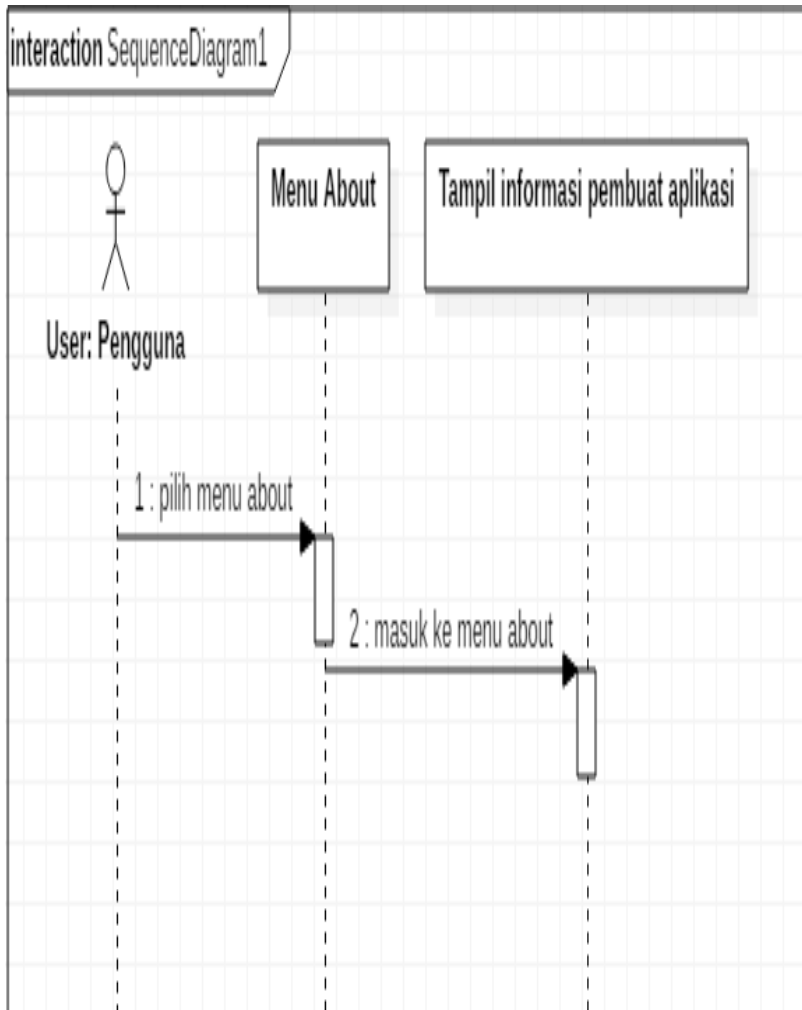 interaction SequenceDiagram1
Menu About
Tampil informasi pembuat aplikasi
User: Pengguna
1 : pilih menu about
2 : masuk ke menu about